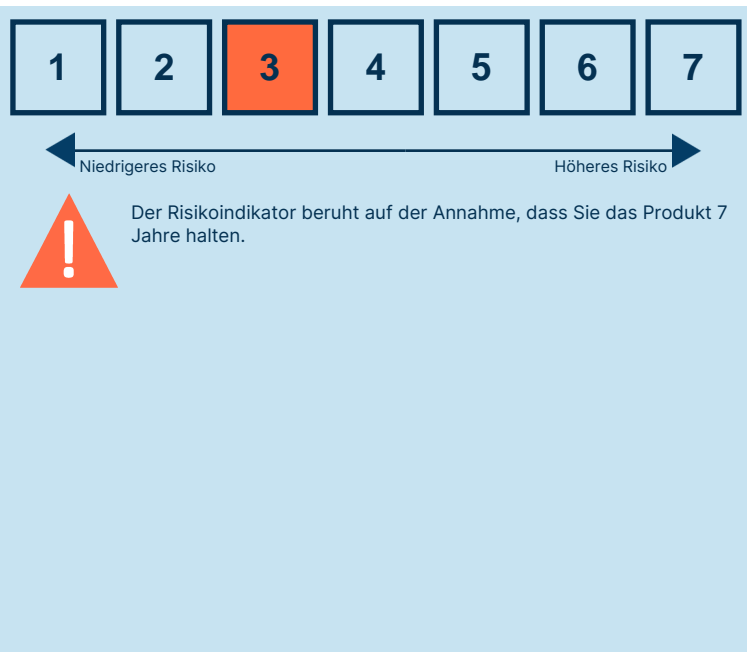 1 2 3 4 5 6 7
Niedrigeres Risiko Höheres Risiko
Der Risikoindikator beruht auf der Annahme, dass Sie das Produkt 7
Jahre halten.
!